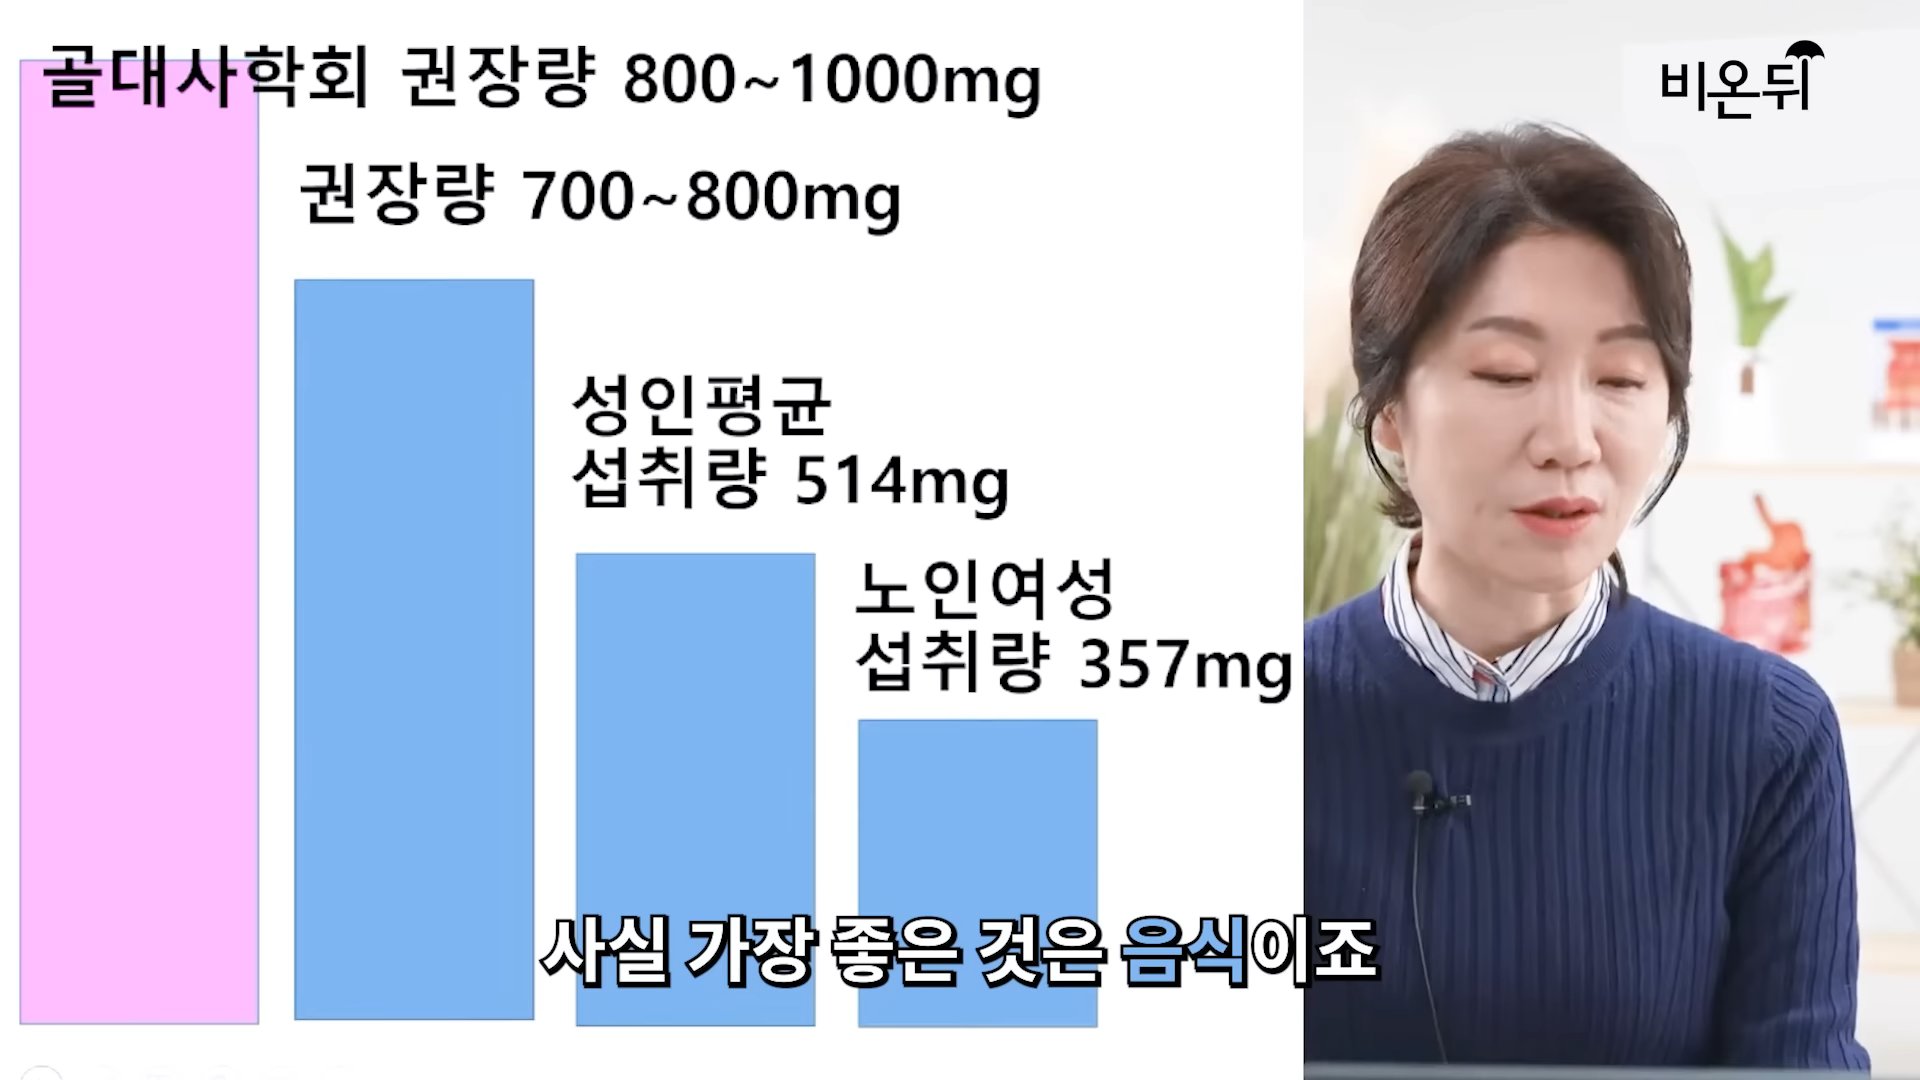 골대사학회 권장량 800~1000mg
비온뒤
권장량 700~800mg
성인평균
섭취량 514mg
노인여성
섭취량 357mg
사실 가장 좋은 것은 음식이죠